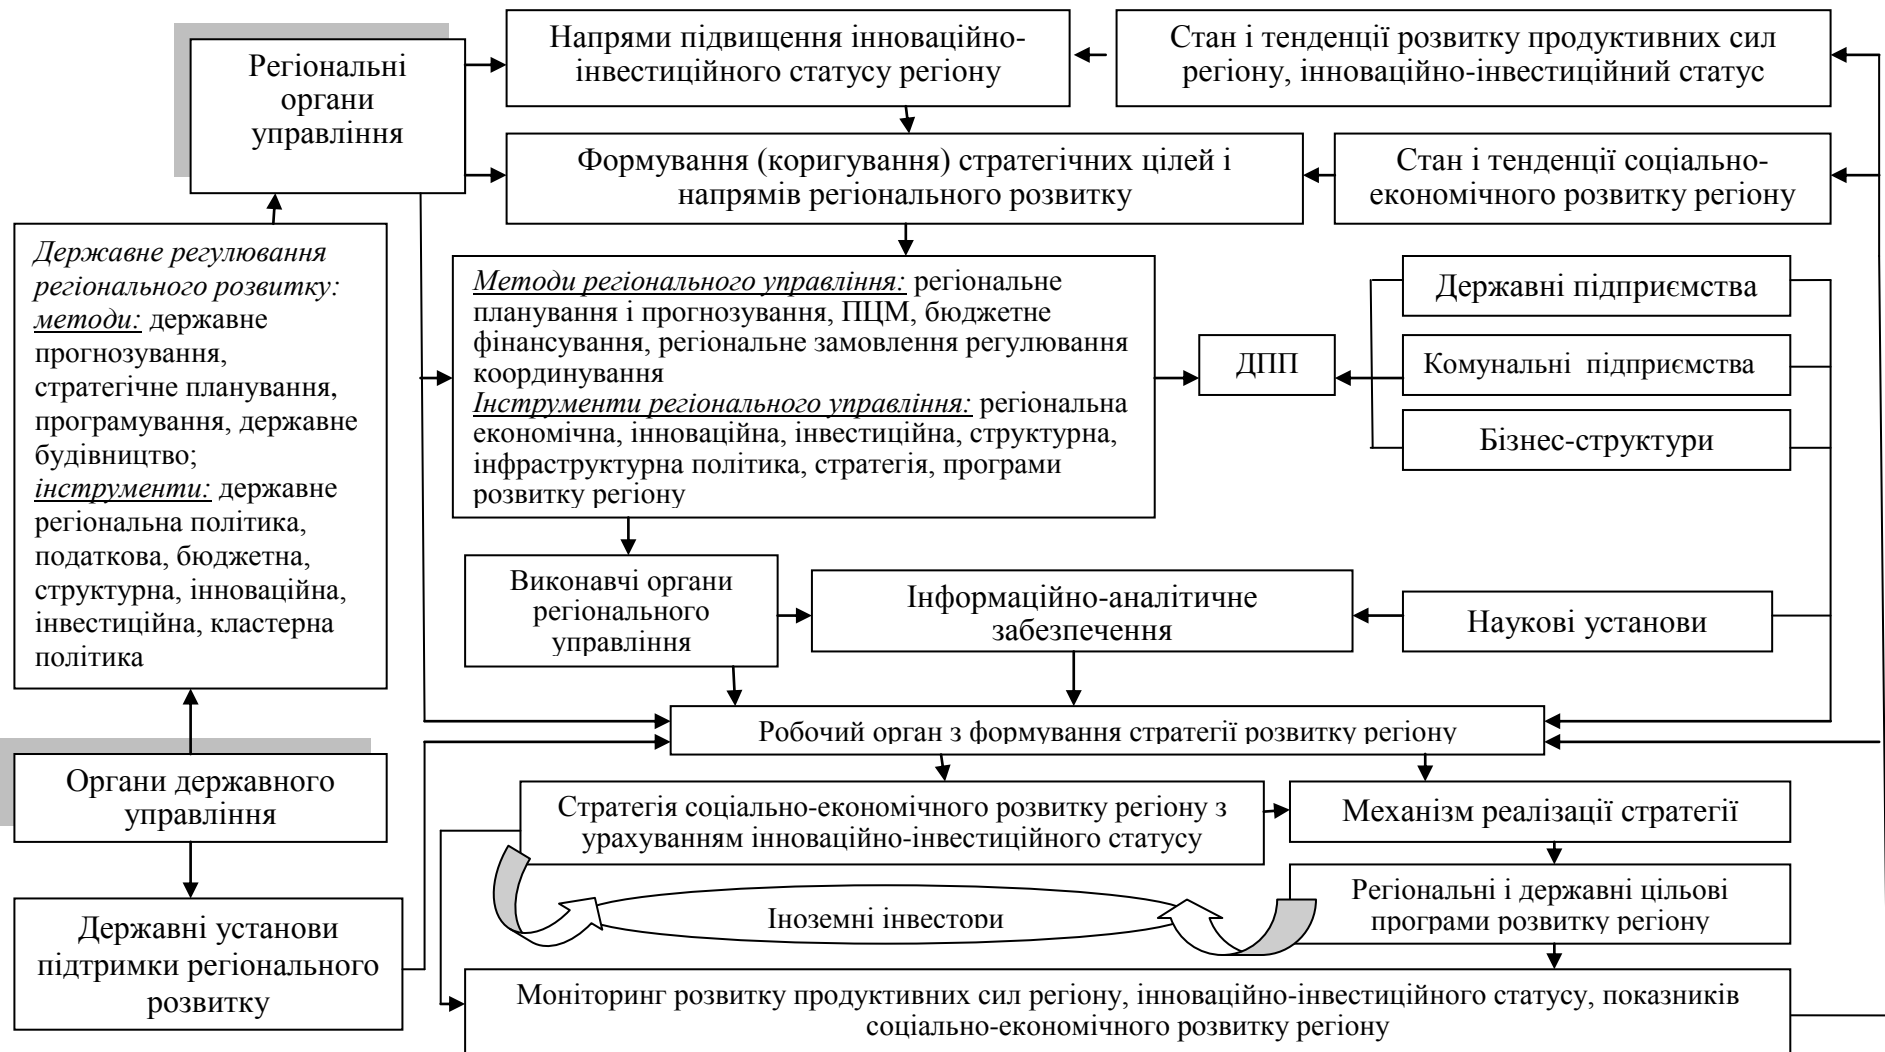 Регіональні
органи
управління
Напрями підвищення інноваційно-
інвестиційного статусу регіону
Стан і тенденції розвитку продуктивних сил
регіону, інноваційно-інвестиційний статус
Формування (коригування) стратегічних цілей і
напрямів регіонального розвитку
Стан і тенденції соціально-
економічного розвитку регіону
Державне регулювання
регіонального розвитку:
методи: державне
прогнозування,
стратегічне планування,
програмування, державне
будівництво;
інструменти: державне
регіональна політика,
податкова, бюджетна,
структурна, інноваційна,
інвестиційна, кластерна
політика
Методи регіонального управління: регіональне
планування і прогнозування, ПЦМ, бюджетне
фінансування, регіональне замовлення регулювання
координування
Інструменти регіонального управління: регіональна
економічна, інноваційна, інвестиційна, структурна,
інфраструктурна політика, стратегія, програми
розвитку регіону
ДПП
Державні підприємства
Комунальні підприємства
Бізнес-структури
Виконавчі органи
регіонального
управління
Інформаційно-аналітичне
забезпечення
Наукові установи
Робочий орган з формування стратегії розвитку регіону
Органи державного
управління
Стратегія соціально-економічного розвитку регіону з
урахуванням інноваційно-інвестиційного статусу
Механізм реалізації стратегії
Регіональні і державні цільові
програми розвитку регіону
Іноземні інвестори
Державні установи
підтримки регіонального
розвитку
Моніторинг розвитку продуктивних сил регіону, інноваційно-інвестиційного статусу, показників
соціально-економічного розвитку регіону